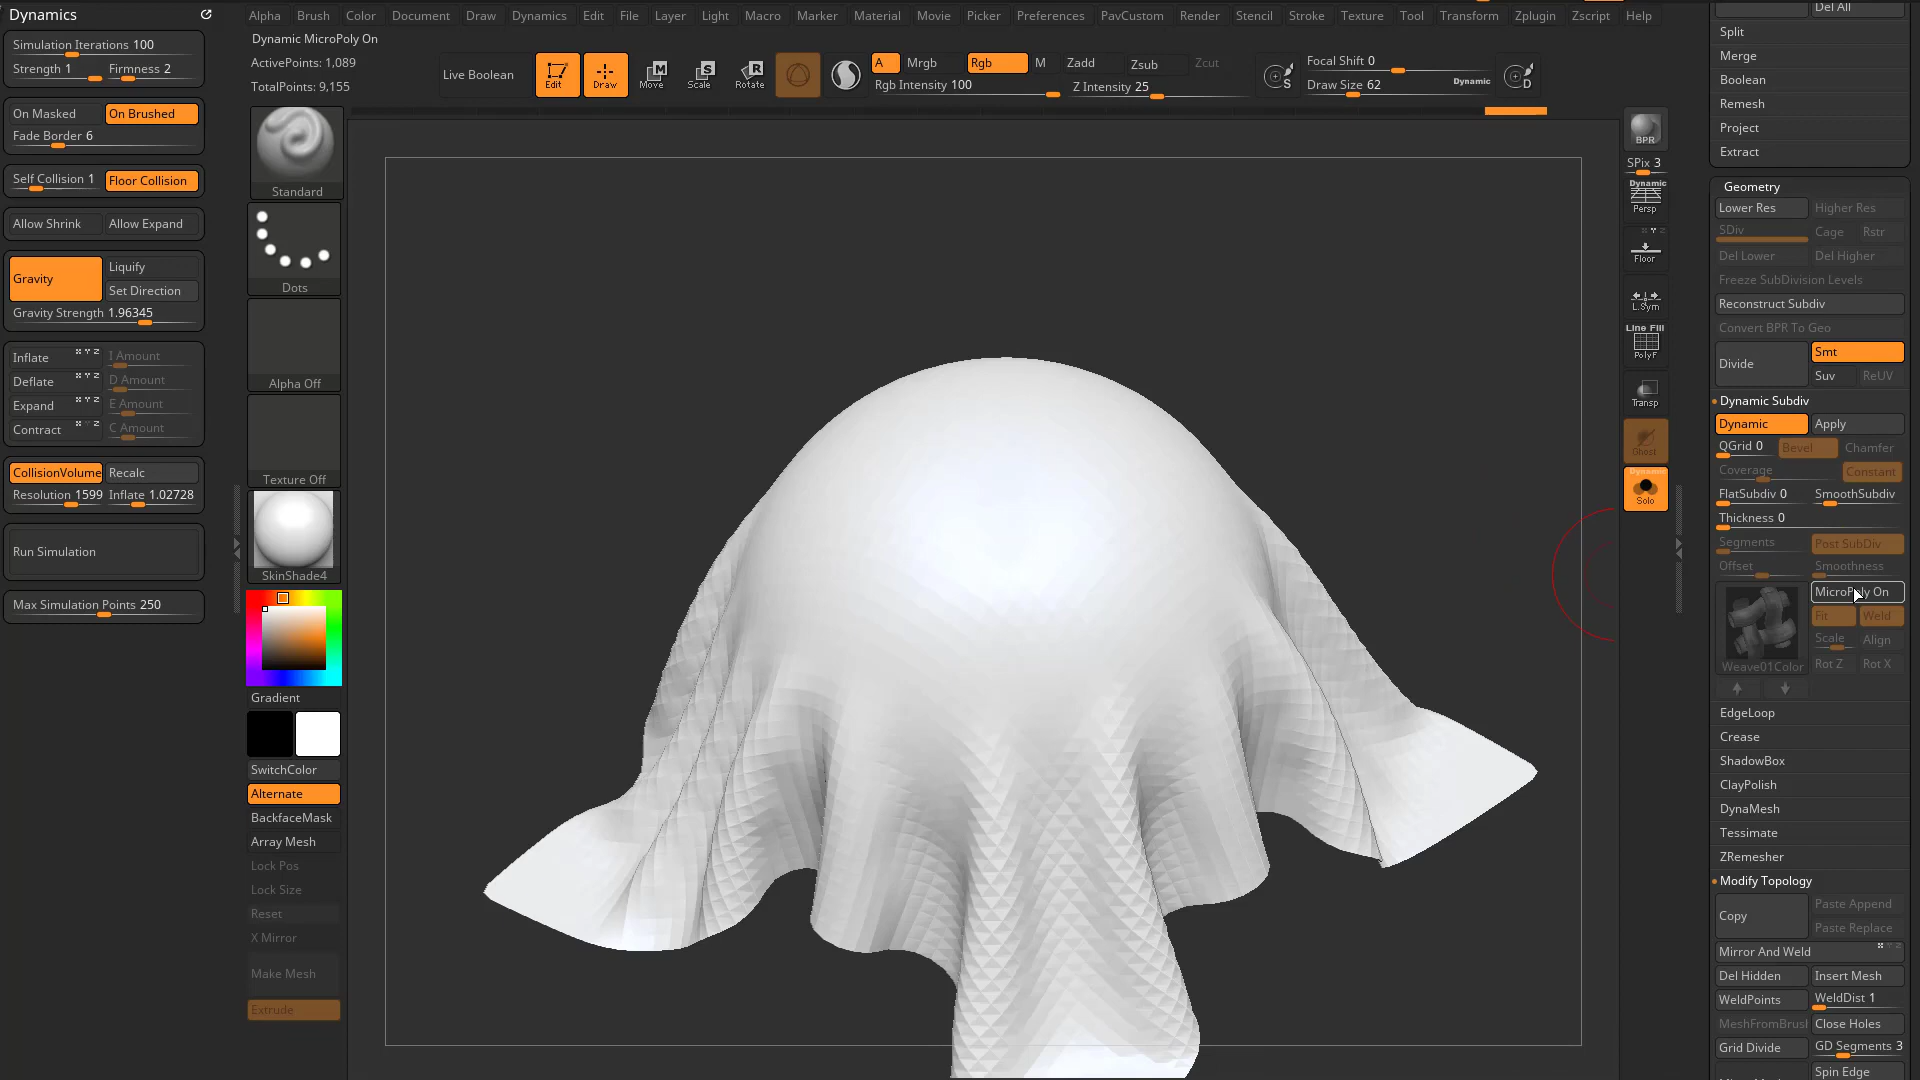 Dynamics
Alpha Brush Color Document Draw Dynamics Edit File Layer Light Macro Marker Material Movie Picker Preferences PavCustom Render Stencil Stroke Texture Tool Transform Zplugin Zscript Help
Dynamic MicroPoly On
ActivePoints: 1,089
TotalPoints: 9,155
Live Boolean
Edit
Draw
Move
Scale
Rotate
A Mrgb Rgb M Zadd Zsub Zcut
Rgb Intensity 100 Z Intensity 25
S
Focal Shift 0
Draw Size 62 Dynamic
D
Simulation Iterations 100
Strength 1 Firmness 2
On Masked On Brushed
Fade Border 6
Self Collision 1 Floor Collision
Allow Shrink Allow Expand
Gravity Liquify
Set Direction
Gravity Strength 1.96345
Inflate I Amount
Deflate D Amount
Expand E Amount
Contract C Amount
CollisionVolume Recalc
Resolution 1599 Inflate 1.02728
Run Simulation
Max Simulation Points 250
Standard
Dots
Alpha Off
Texture Off
SkinShade4
Gradient
SwitchColor
Alternate
BackfaceMask
Array Mesh
Lock Pos
Lock Size
Reset
X Mirror
Make Mesh
Extrude
BPR
SPix 3
Dynamic
Persp
Floor
L.Sym
Line Fill
PolyF
Transp
Ghost
Dynamic
Solo
Del All
Split
Merge
Boolean
Remesh
Project
Extract
Geometry
Lower Res Higher Res
SDiv Cage Rstr
Del Lower Del Higher
Freeze SubDivision Levels
Reconstruct Subdiv
Convert BPR To Geo
Divide Smt
Suv ReUV
Dynamic Subdiv
Dynamic Apply
QGrid 0 Bevel Chamfer
Coverage Constant
FlatSubdiv 0 SmoothSubdiv
Thickness 0
Segments Post SubDiv
Offset Smoothness
MicroPoly On
Fit Weld
Scale Align
Weave01Color Rot Z Rot X
EdgeLoop
Crease
ShadowBox
ClayPolish
DynaMesh
Tessimate
ZRemesher
Modify Topology
Copy Paste Append
Paste Replace
Mirror And Weld
Del Hidden Insert Mesh
WeldPoints WeldDist 1
MeshFromBrus Close Holes
Grid Divide GD Segments 3
Spin Edge